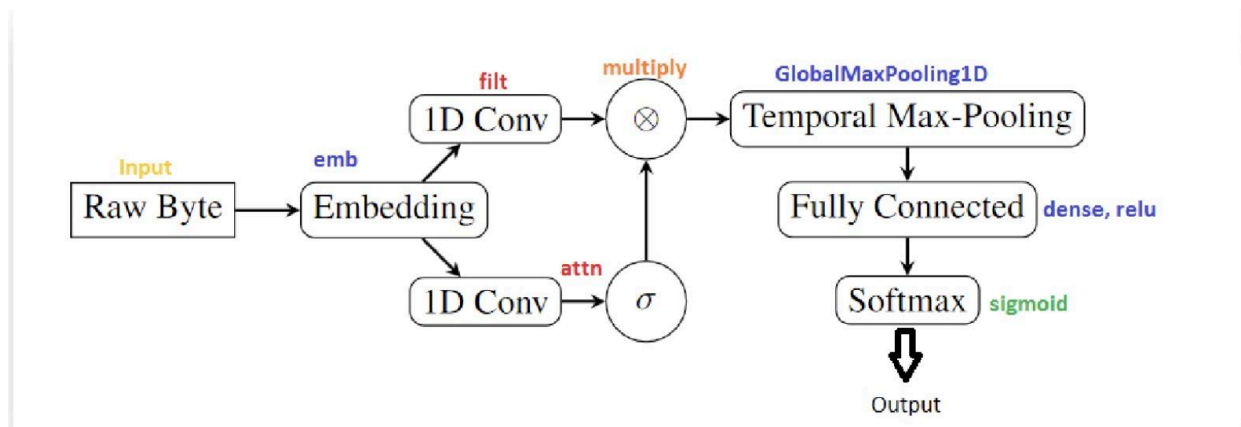 Input
Raw Byte
emb
Embedding
filt
1D Conv
attn
1D Conv
multiply
⊗
σ
GlobalMaxPooling1D
Temporal Max-Pooling
Fully Connected
dense, relu
Softmax
sigmoid
Output